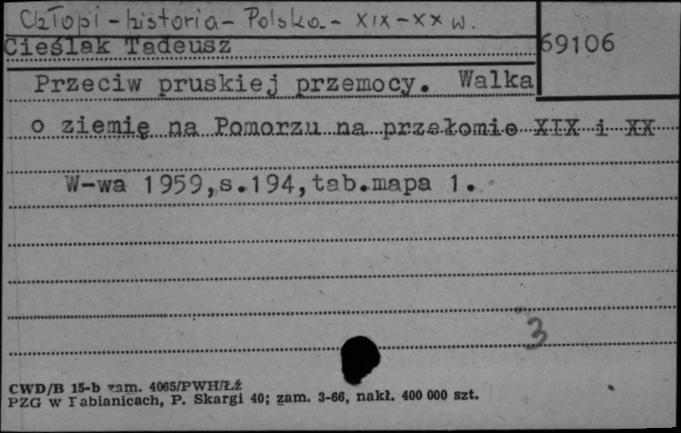 Chłopi - historia - Polska - XIX - XX w.
Cieślak Tadeusz
69106
Przeciw pruskiej przemocy. Walka
o ziemię na Pomorzu na przełomie XIX i XX
W-wa 1959,s.194,tab.mapa 1.
3
CWD/B 15-b zam. 4065/PWH/Łź
PZG w Pabianicach, P. Skargi 40; zam. 3-66, nakł. 400 000 szt.